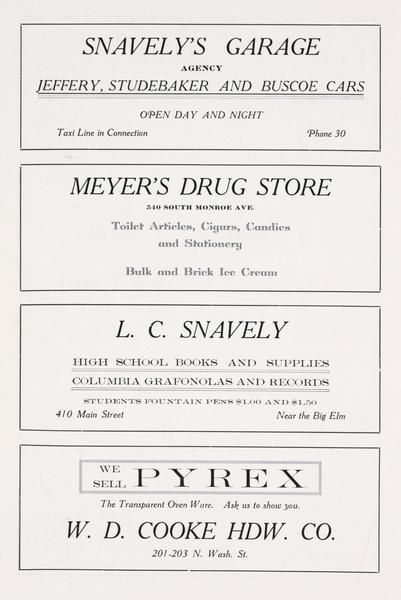 SNAVELY'S GARAGE
AGENCY
JEFFERY, STUDEBAKER AND BUSCOE CARS
OPEN DAY AND NIGHT
Taxi Line in Connection 'Phone 30
MEYER'S DRUG STORE
540 SOUTH MONROE AVE.
Toilet Articles, Cigars, Candies
and Stationery
Bulk and Brick Ice Cream
L. C. SNAVELY
HIGH SCHOOL BOOKS AND SUPPLIES
COLUMBIA GRAFONOLAS AND RECORDS
STUDENTS FOUNTAIN PENS $1.00 AND $1.50
410 Main Street Near the Big Elm
WE SELL PYREX
The Transparent Oven Ware. Ask us to show you.
W. D. COOKE HDW. CO.
201-203 N. Wash. St.